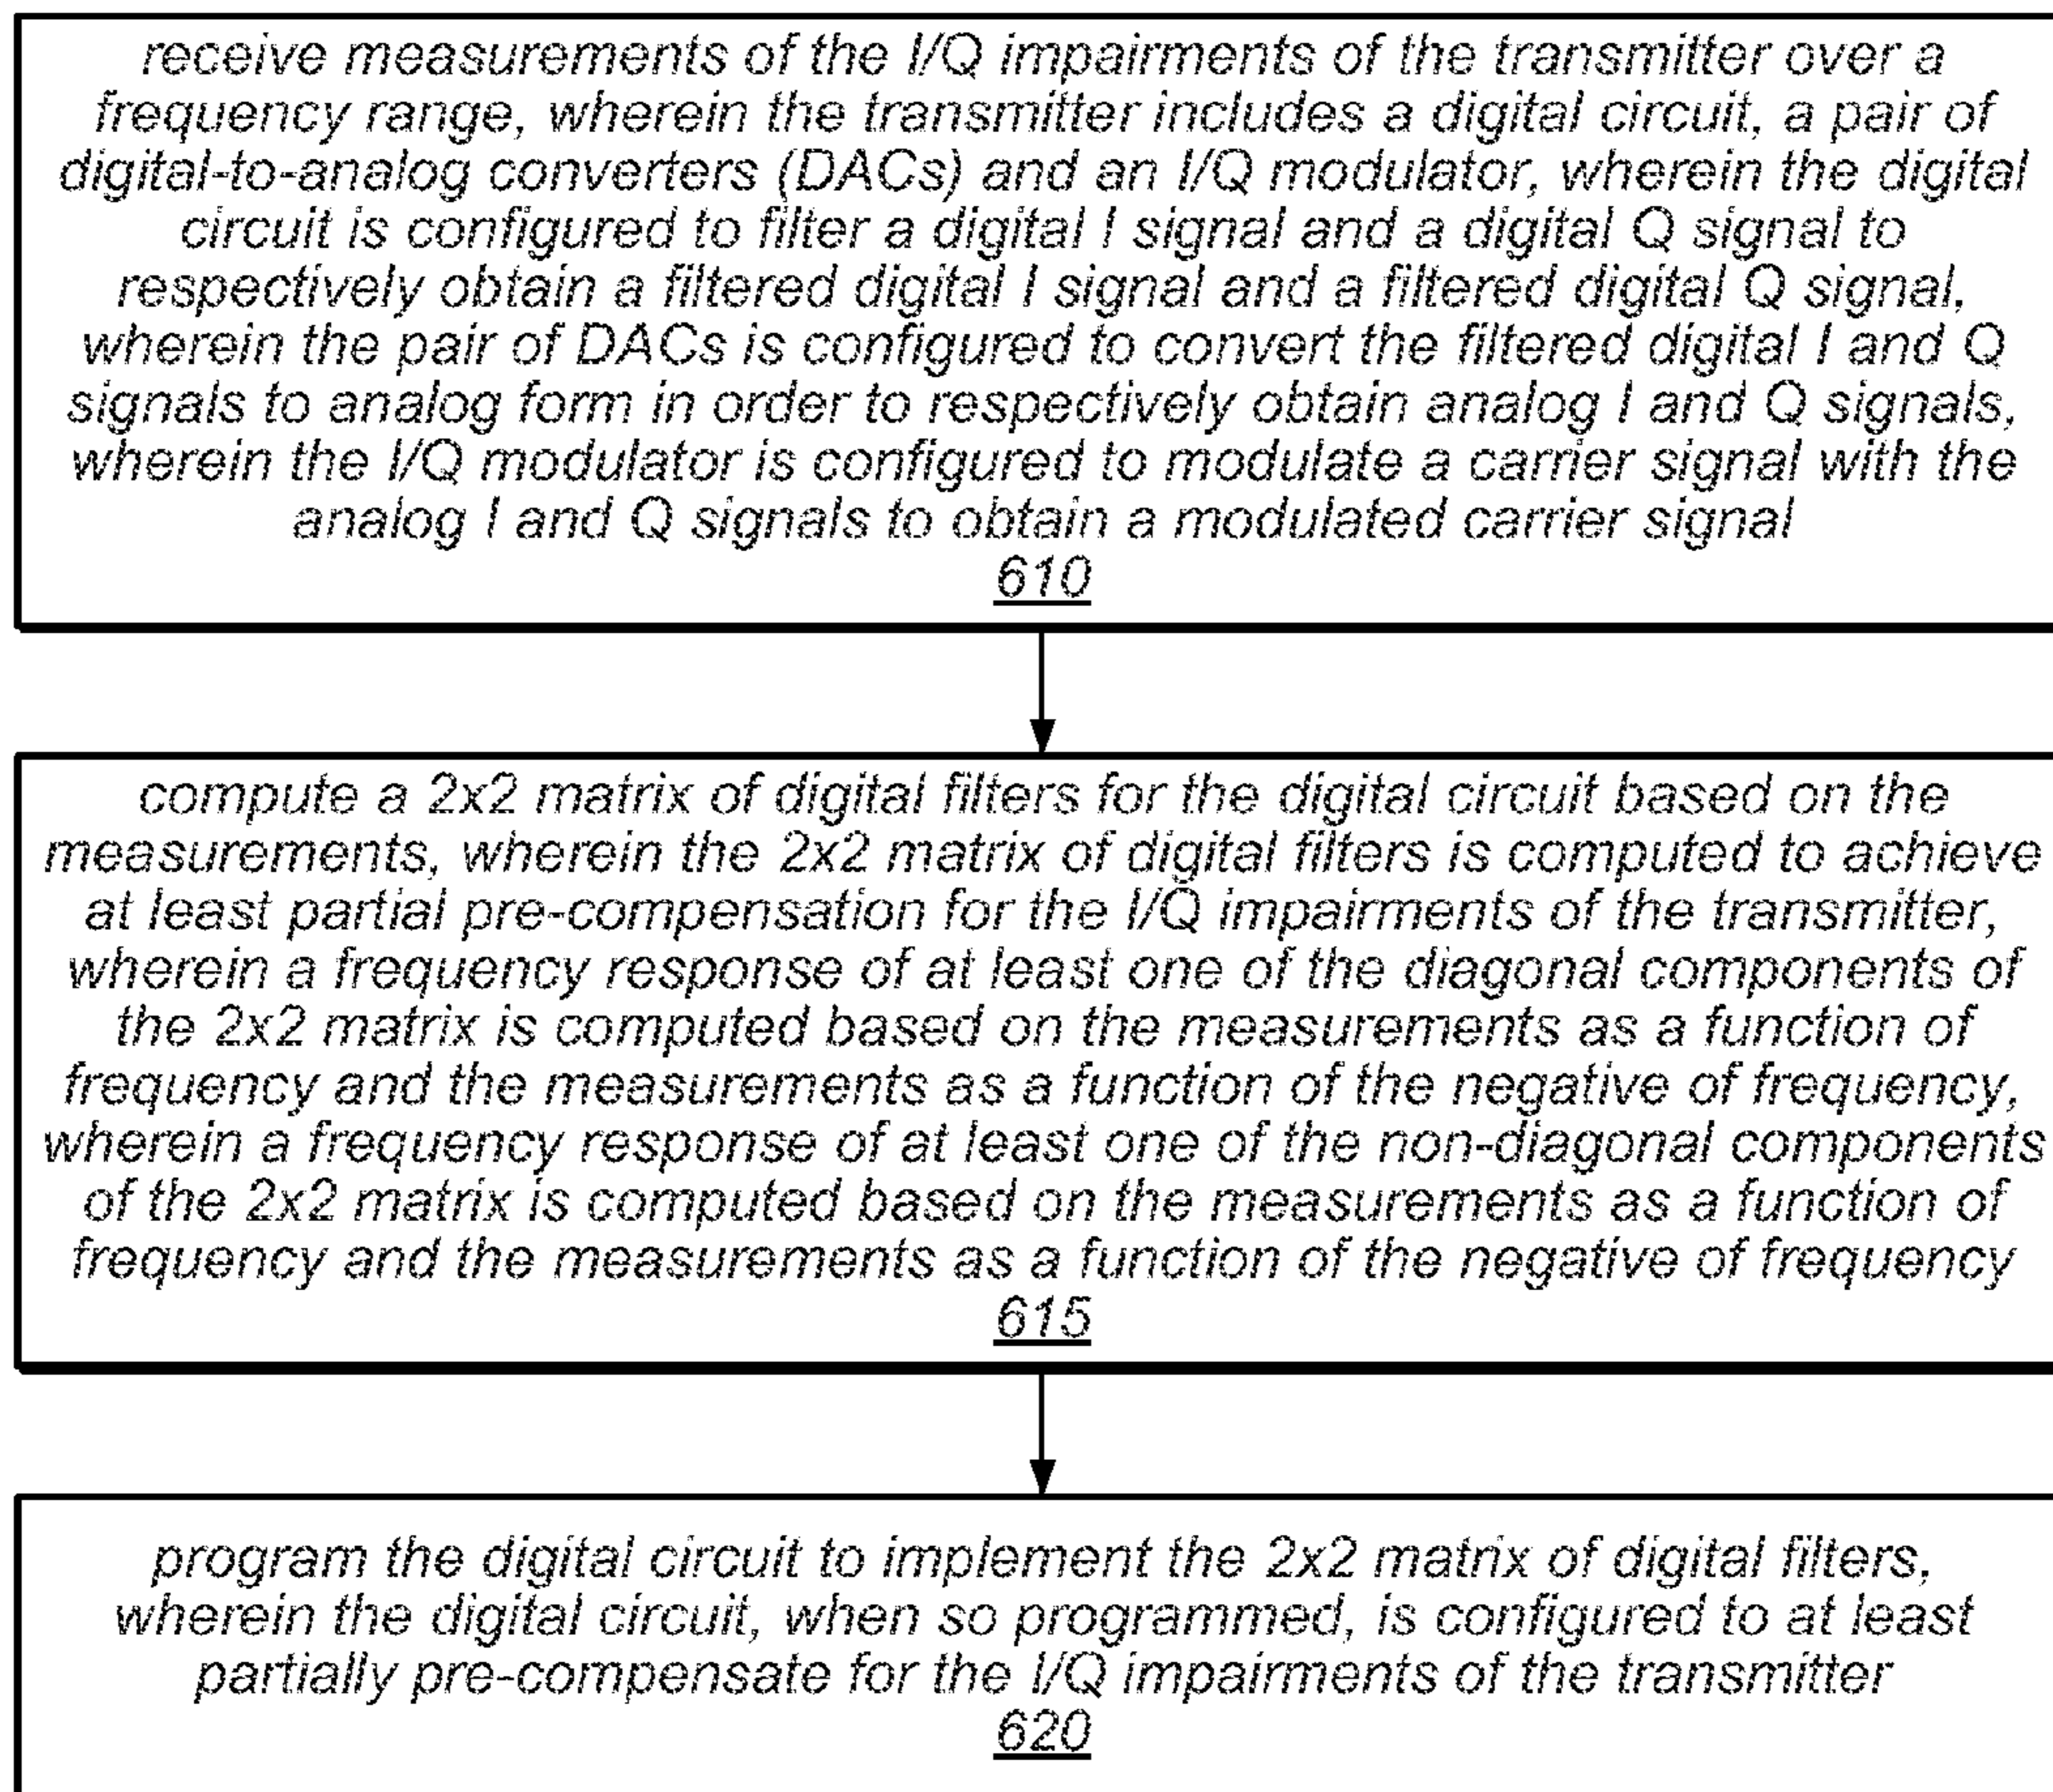 receive measurements of the I/Q impairments of the transmitter over a
frequency range, wherein the transmitter includes a digital circuit, a pair of
digital-to-analog converters (DACs) and an I/Q modulator, wherein the digital
circuit is configured to filter a digital I signal and a digital Q signal to
respectively obtain a filtered digital I signal and a filtered digital Q signal,
wherein the pair of DACs is configured to convert the filtered digital I and Q
signals to analog form in order to respectively obtain analog I and Q signals,
wherein the I/Q modulator is configured to modulate a carrier signal with the
analog I and Q signals to obtain a modulated carrier signal
610
compute a 2x2 matrix of digital filters for the digital circuit based on the
measurements, wherein the 2x2 matrix of digital filters is computed to achieve
at least partial pre-compensation for the I/Q impairments of the transmitter,
wherein a frequency response of at least one of the diagonal components of
the 2x2 matrix is computed based on the measurements as a function of
frequency and the measurements as a function of the negative of frequency,
wherein a frequency response of at least one of the non-diagonal components
of the 2x2 matrix is computed based on the measurements as a function of
frequency and the measurements as a function of the negative of frequency
615
program the digital circuit to implement the 2x2 matrix of digital filters,
wherein the digital circuit, when so programmed, is configured to at least
partially pre-compensate for the I/Q impairments of the transmitter
620